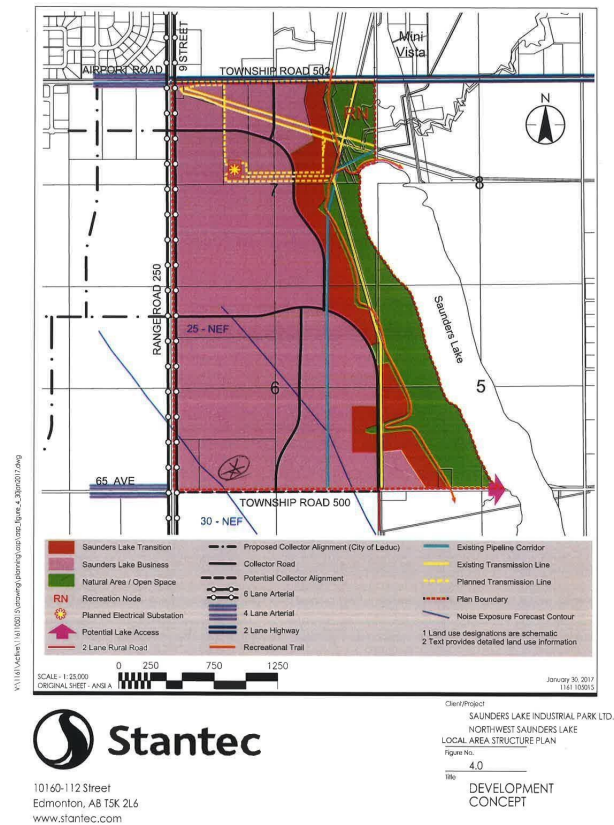 9 STREET
Mini
Vista
AIRPORT ROAD
TOWNSHIP ROAD 502
RN
N
7
8
RANGE ROAD 250
25 - NEF
Saunders Lake
6
5
65 AVE
TOWNSHIP ROAD 500
30 - NEF
Saunders Lake Transition
Saunders Lake Business
Natural Area / Open Space
RN Recreation Node
Planned Electrical Substation
Potential Lake Access
2 Lane Rural Road
Proposed Collector Alignment (City of Leduc)
Collector Road
Potential Collector Alignment
6 Lane Arterial
4 Lane Arterial
2 Lane Highway
Recreational Trail
Existing Pipeline Corridor
Existing Transmission Line
Planned Transmission Line
Plan Boundary
Noise Exposure Forecast Contour
1 Land use designations are schematic
2 Text provides detailed land use information
SCALE - 1:25,000
ORIGINAL SHEET - ANSI A
0 250 750 1250
January 30, 2017
1161 105015
Stantec
10160-112 Street
Edmonton, AB T5K 2L6
www.stantec.com
Client/Project
SAUNDERS LAKE INDUSTRIAL PARK LTD.
NORTHWEST SAUNDERS LAKE
LOCAL AREA STRUCTURE PLAN
Figure No.
4.0
Title
DEVELOPMENT
CONCEPT